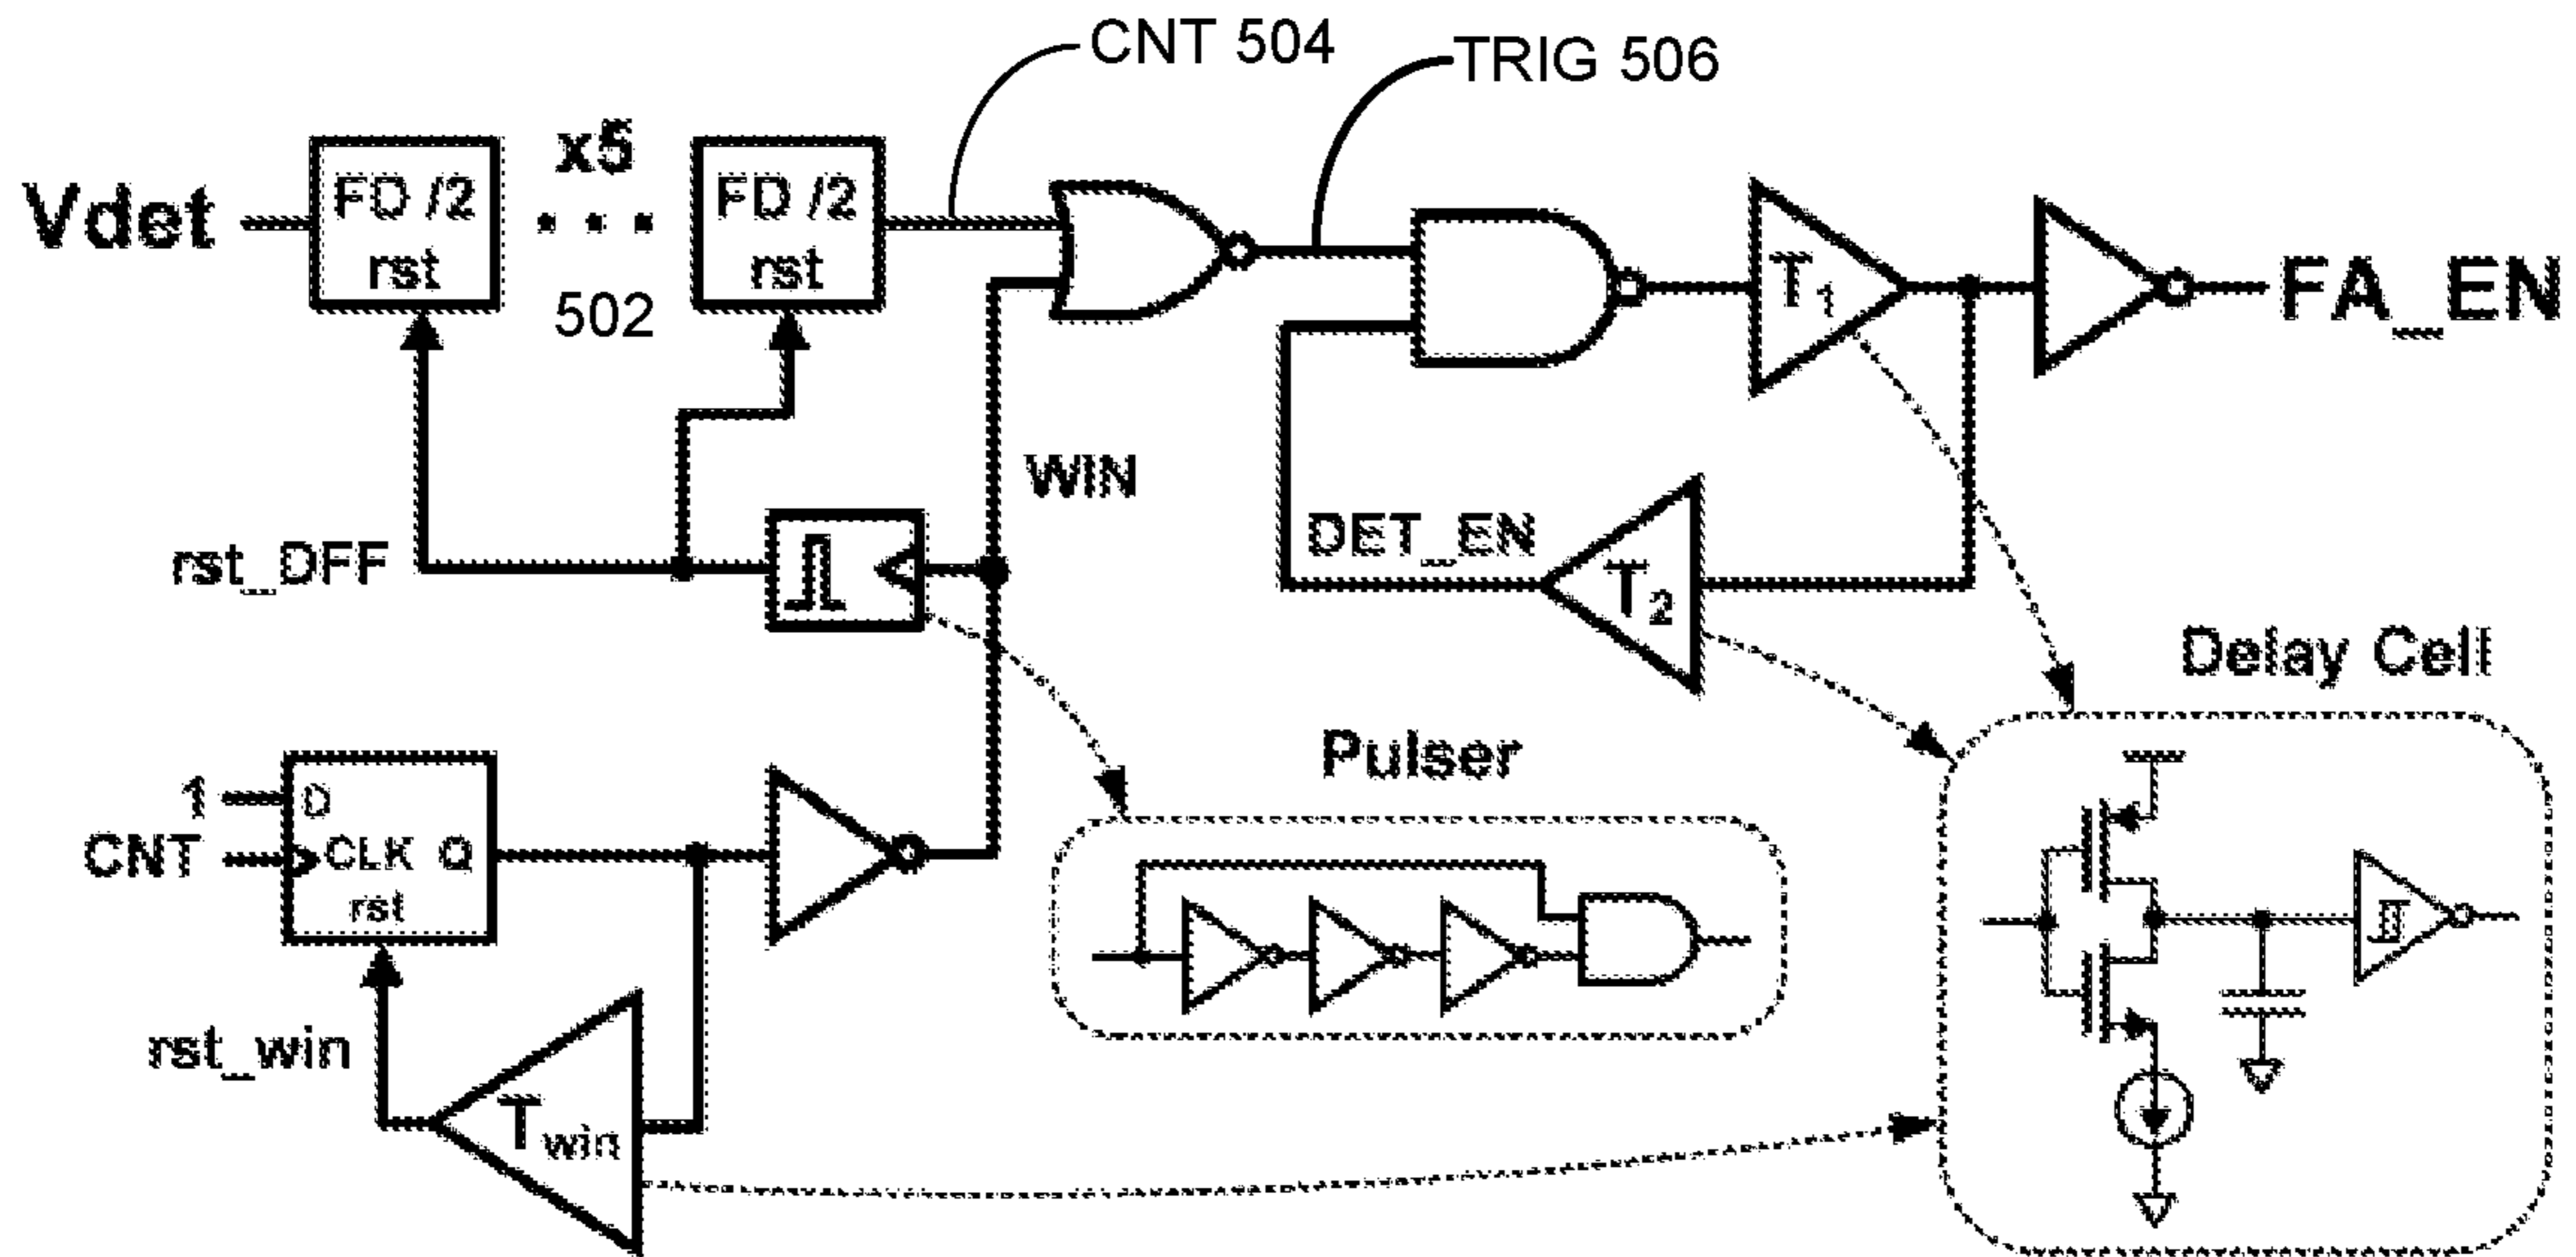 CNT 504
TRIG 506
Vdet
FD /2
rst
x5
. . .
502
FD /2
rst
T1
FA_EN
WIN
rst_DFF
DET_EN
T2
Delay Cell
Pulser
1
D
CNT
CLK Q
rst
rst_win
Twin